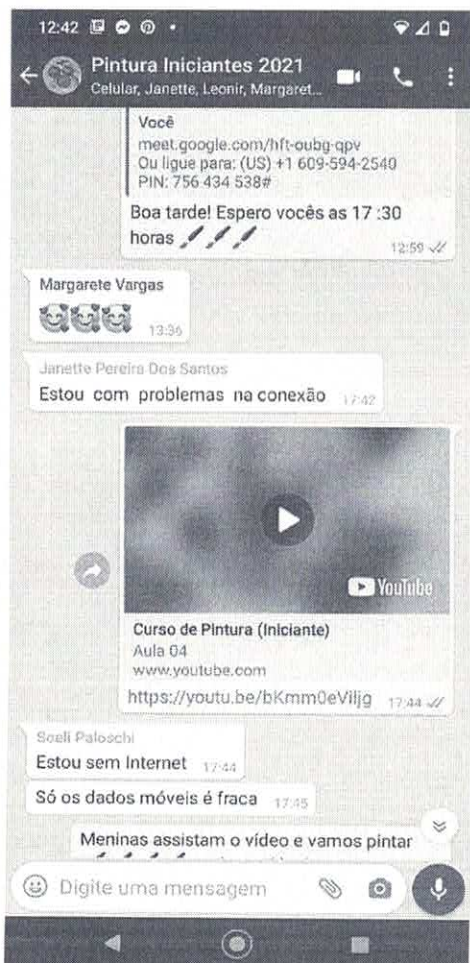 12:42
Pintura Iniciantes 2021
Celular, Janette, Leonir, Margaret...
Você
meet.google.com/hft-oubg-qpv
Ou ligue para: (US) +1 609-594-2540
PIN: 756 434 538#
Boa tarde! Espero vocês as 17 :30
horas
12:59
Margarete Vargas
13:36
Janette Pereira Dos Santos
Estou com problemas na conexão 17:42
YouTube
Curso de Pintura (Iniciante)
Aula 04
www.youtube.com
https://youtu.be/bKmm0eViljg 17:44
Soeli Paloschi
Estou sem Internet 17:44
Só os dados móveis é fraca 17:45
Meninas assistam o vídeo e vamos pintar
Digite uma mensagem